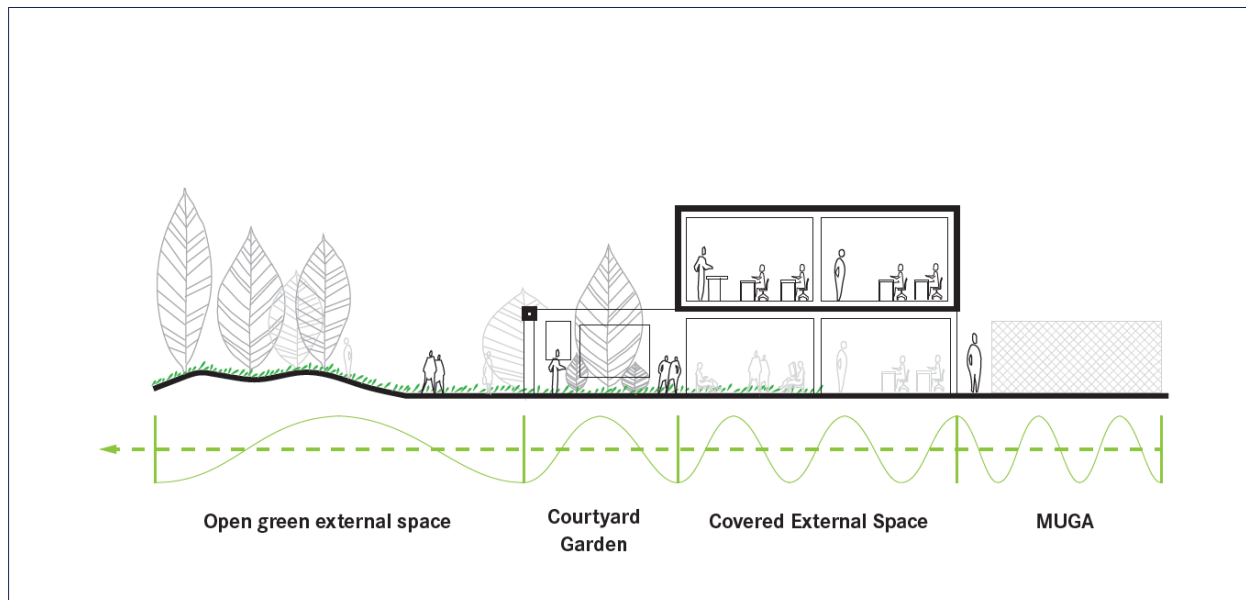 Open green external space
Courtyard
Garden
Covered External Space
MUGA